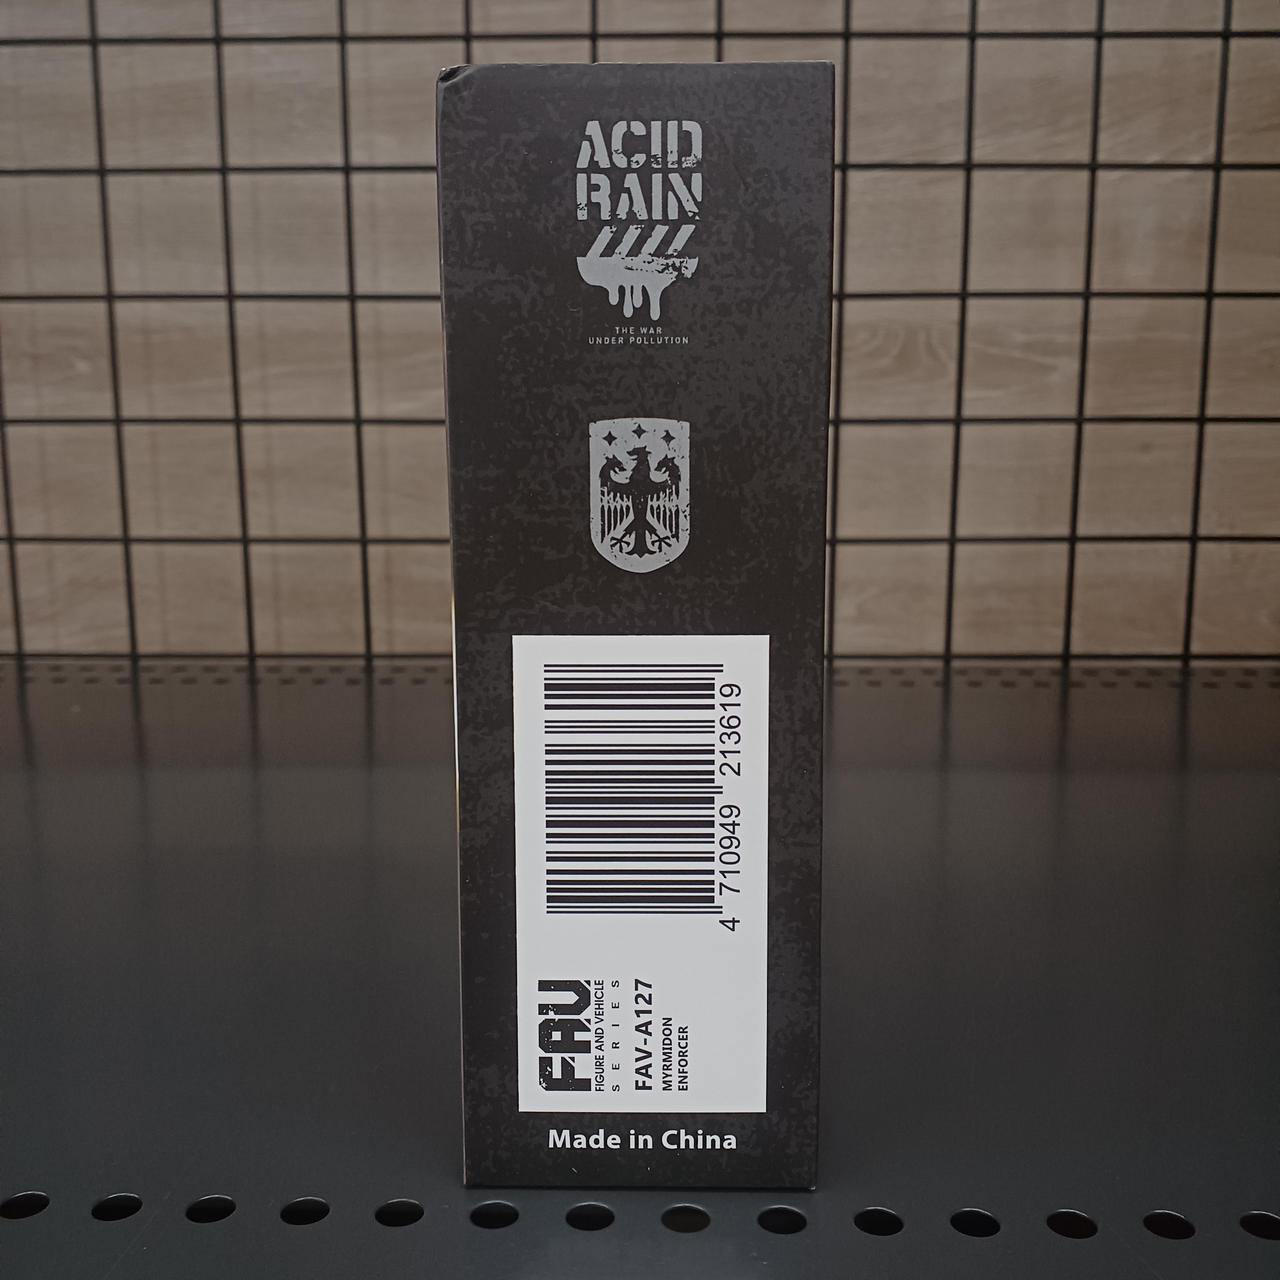 ACID
RAIN
THE WAR
UNDER POLLUTION
4 710949 213619
FAV
FIGURE AND VEHICLE
SERIES
FAV-A127
MYRMIDON
ENFORCER
Made in China